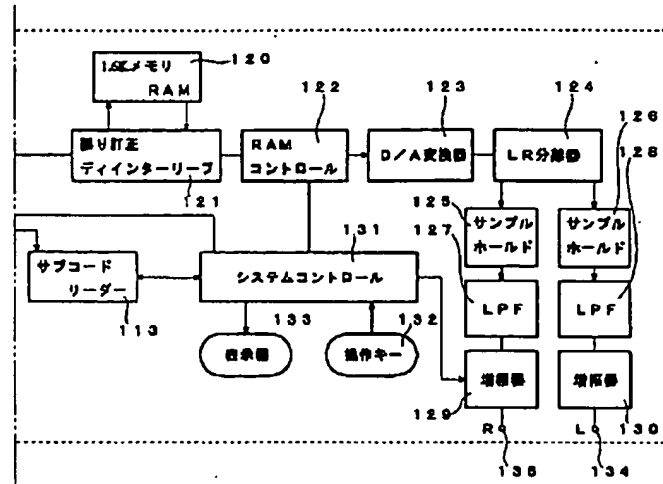 16Kメモリ
RAM
120
122
123
124
126
128
誤り訂正
ディインターリーブ
121
RAM
コントロール
D/A変換器
LR分離器
125
127
サンプル
ホールド
サンプル
ホールド
131
サブコード
リーダー
113
システムコントロール
LPF
LPF
133
132
表示器
操作キー
増幅器
増幅器
129
130
R
L
135
134